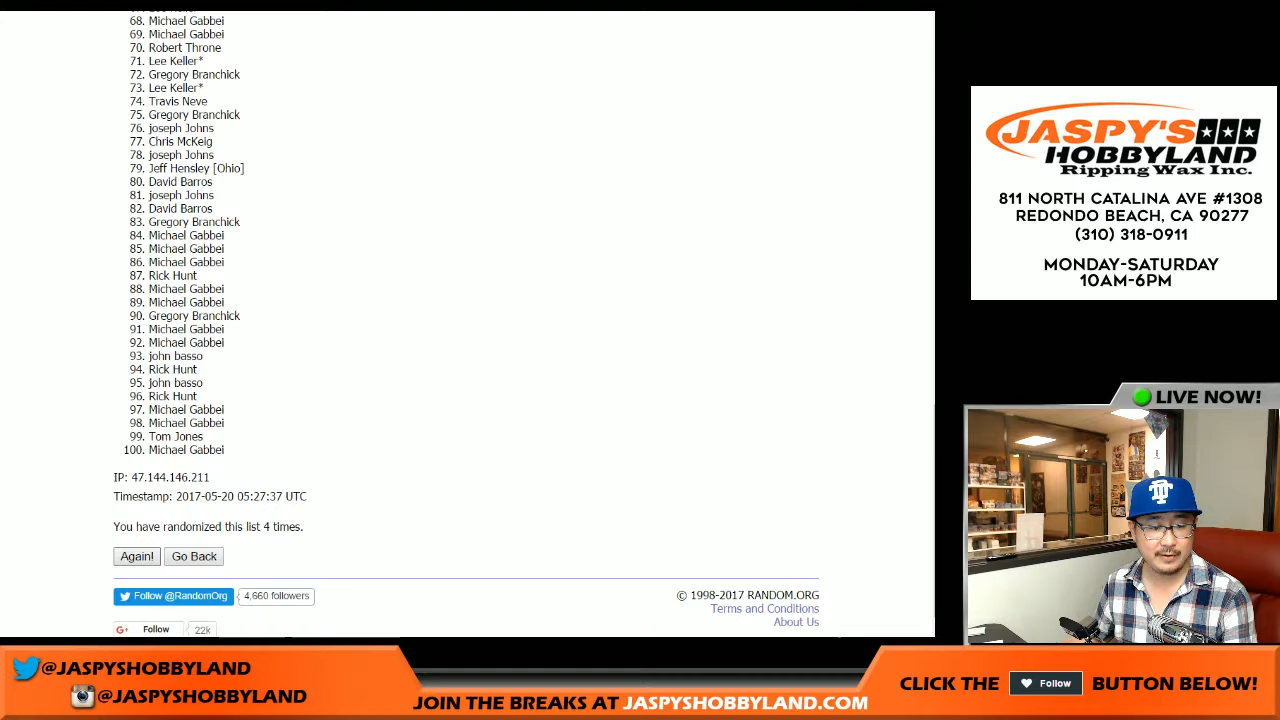 68. Michael Gabbei
69. Michael Gabbei
70. Robert Throne
71. Lee Keller*
72. Gregory Branchick
73. Lee Keller*
74. Travis Neve
75. Gregory Branchick
76. joseph Johns
77. Chris McKeig
78. joseph Johns
79. Jeff Hensley [Ohio]
80. David Barros
81. joseph Johns
82. David Barros
83. Gregory Branchick
84. Michael Gabbei
85. Michael Gabbei
86. Michael Gabbei
87. Rick Hunt
88. Michael Gabbei
89. Michael Gabbei
90. Gregory Branchick
91. Michael Gabbei
92. Michael Gabbei
93. john basso
94. Rick Hunt
95. john basso
96. Rick Hunt
97. Michael Gabbei
98. Michael Gabbei
99. Tom Jones
100. Michael Gabbei
IP: 47.144.146.211
Timestamp: 2017-05-20 05:27:37 UTC
You have randomized this list 4 times.
Again! Go Back
Follow @RandomOrg 4,660 followers
G+ Follow 22k
© 1998-2017 RANDOM.ORG
Terms and Conditions
About Us
JASPY'S
HOBBYLAND
Ripping Wax Inc.
811 NORTH CATALINA AVE #1308
REDONDO BEACH, CA 90277
(310) 318-0911
MONDAY-SATURDAY
10AM-6PM
LIVE NOW!
@JASPYSHOBBYLAND
@JASPYSHOBBYLAND
JOIN THE BREAKS AT JASPYSHOBBYLAND.COM
CLICK THE Follow BUTTON BELOW!